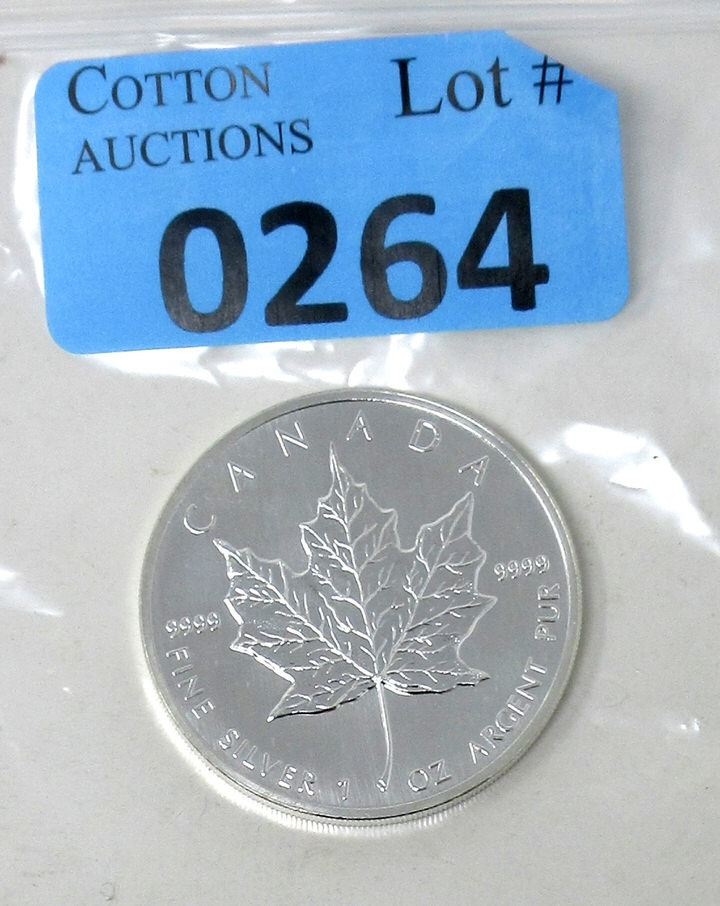 COTTON
AUCTIONS
Lot #
0264
CANADA
9999
9999
FINE SILVER 1 OZ ARGENT PUR